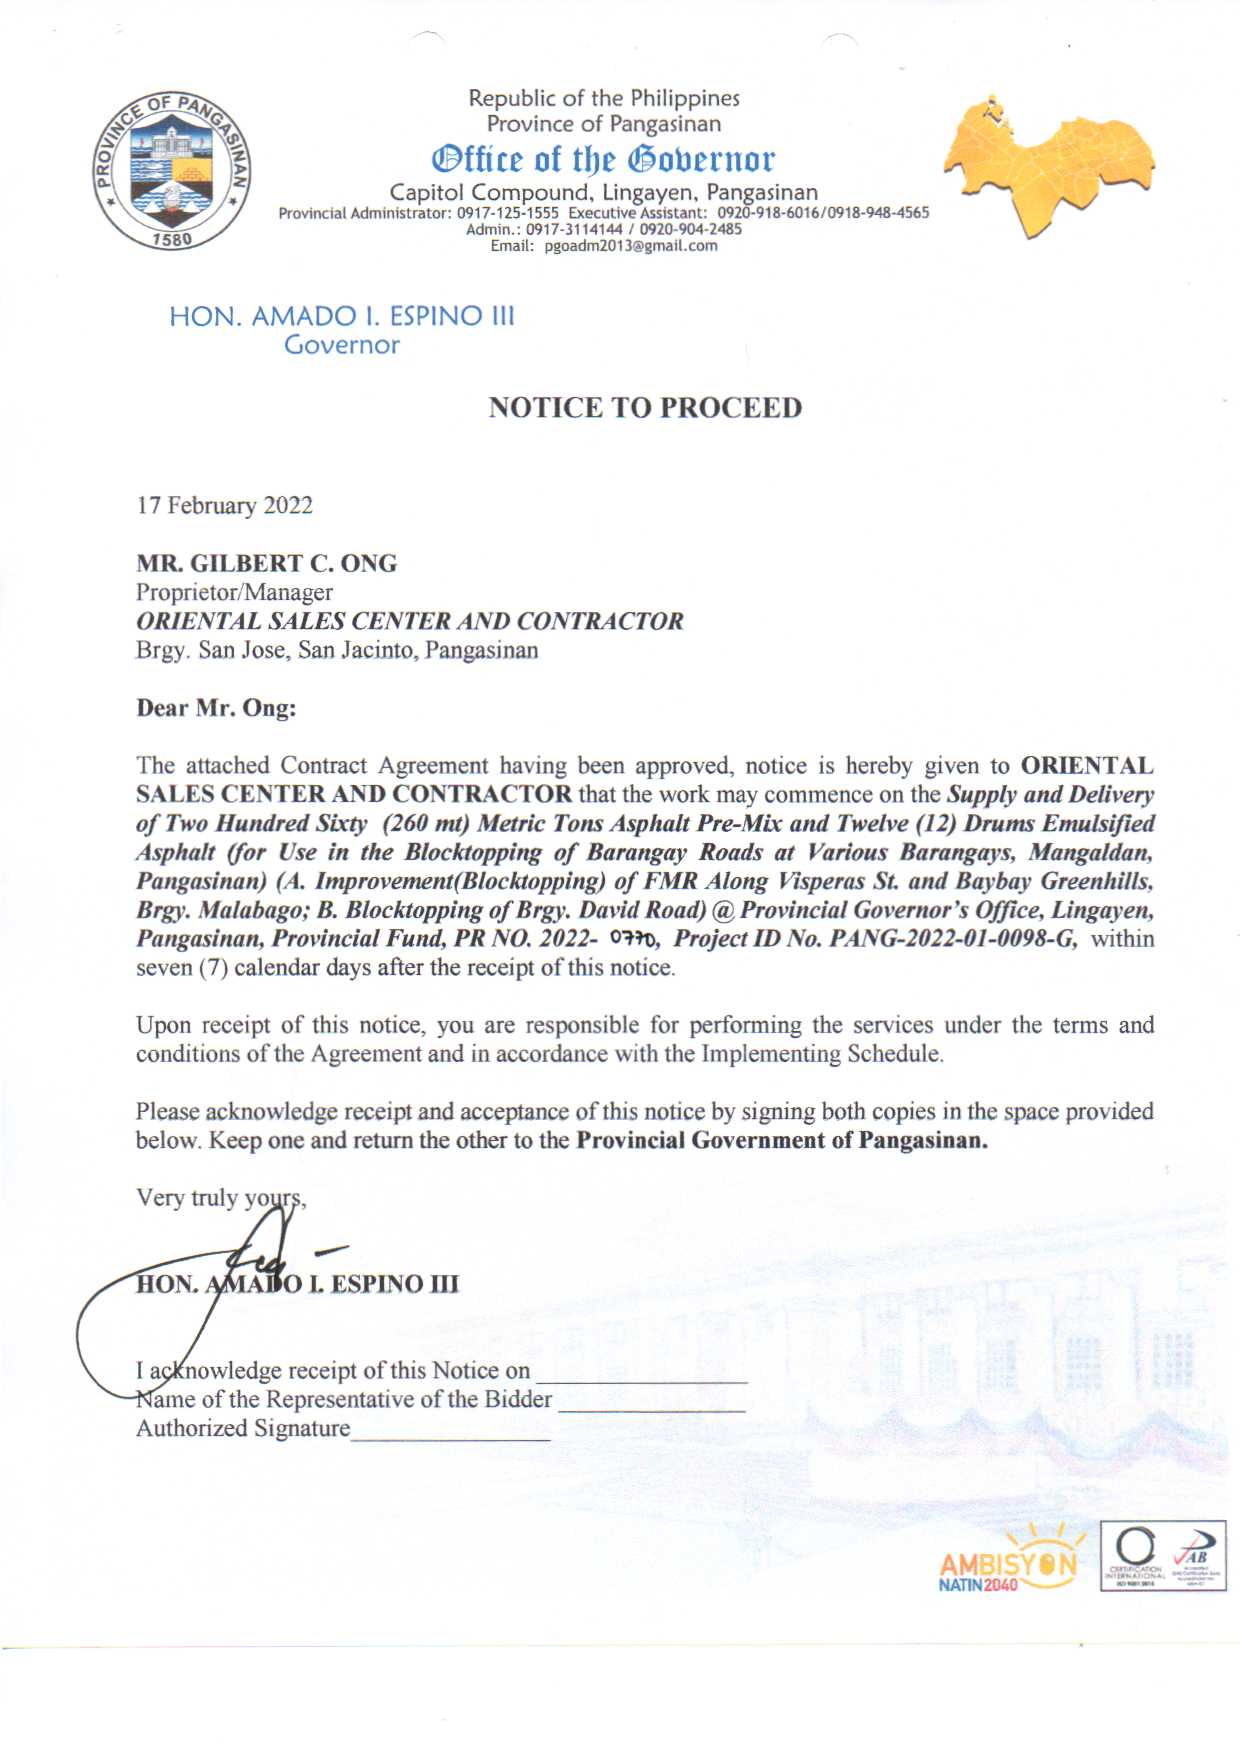 PROVINCE OF PANGASINAN
1580
Republic of the Philippines
Province of Pangasinan
Office of the Governor
Capitol Compound, Lingayen, Pangasinan
Provincial Administrator: 0917-125-1555 Executive Assistant: 0920-918-6016/0918-948-4565
Admin.: 0917-3114144 / 0920-904-2485
Email: pgoadm2013@gmail.com
HON. AMADO I. ESPINO III
Governor
NOTICE TO PROCEED
17 February 2022
MR. GILBERT C. ONG
Proprietor/Manager
ORIENTAL SALES CENTER AND CONTRACTOR
Brgy. San Jose, San Jacinto, Pangasinan
Dear Mr. Ong:
The attached Contract Agreement having been approved, notice is hereby given to ORIENTAL
SALES CENTER AND CONTRACTOR that the work may commence on the Supply and Delivery
of Two Hundred Sixty (260 mt) Metric Tons Asphalt Pre-Mix and Twelve (12) Drums Emulsified
Asphalt (for Use in the Blocktopping of Barangay Roads at Various Barangays, Mangaldan,
Pangasinan) (A. Improvement(Blocktopping) of FMR Along Visperas St. and Baybay Greenhills,
Brgy. Malabago; B. Blocktopping of Brgy. David Road) @ Provincial Governor's Office, Lingayen,
Pangasinan, Provincial Fund, PR NO. 2022- 0770, Project ID No. PANG-2022-01-0098-G, within
seven (7) calendar days after the receipt of this notice.
Upon receipt of this notice, you are responsible for performing the services under the terms and
conditions of the Agreement and in accordance with the Implementing Schedule.
Please acknowledge receipt and acceptance of this notice by signing both copies in the space provided
below. Keep one and return the other to the Provincial Government of Pangasinan.
Very truly yours,
HON. AMADO I. ESPINO III
I acknowledge receipt of this Notice on
Name of the Representative of the Bidder
Authorized Signature
AMBISYON
NATIN 2040
CERTIFICATION
INTERNATIONAL
ISO 9001:2015
PAB